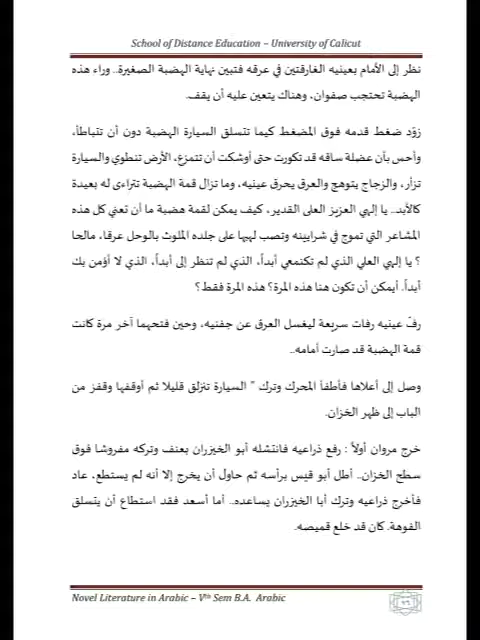 School of Distance Education – University of Calicut
نظر إلى الأمام بعينيه الغارقتين في عرقه فتبين نهاية الهضبة الصغيرة.. وراء هذه
الهضبة تحتجب صفوان، وهناك يتعين عليه أن يقف.
زوّد ضغط قدمه فوق المضغط كيما تتسلق السيارة الهضبة دون أن تتباطأ،
وأحس بأن عضلة ساقه قد تكورت حتى أوشكت أن تتمزع، الأرض تنطوي والسيارة
تزأر، والزجاج يتوهج والعرق يحرق عينيه، وما تزال قمة الهضبة تتراءى له بعيدة
كالأبد.. يا إلهي العزيز العلى القدير، كيف يمكن لقمة هضبة ما أن تعني كل هذه
المشاعر التي تموج في شرايينه وتصب لهيبا على جلده الملوث بالوحل عرقا، مالحا
؟ يا إلهي العلي الذي لم تكنمعي أبداً، الذي لم تنظر إلى أبداً، الذي لا أؤمن بك
أبداً. أيمكن أن تكون هنا هذه المرة؟ هذه المرة فقط؟
رفّ عينيه رفات سريعة ليغسل العرق عن جفنيه، وحين فتحهما آخر مرة كانت
قمة الهضبة قد صارت أمامه..
وصل إلى أعلاها فأطفأ المحرك وترك " السيارة تنزلق قليلا ثم أوقفها وقفز من
الباب إلى ظهر الخزان.
خرج مروان أولاً : رفع ذراعيه فانتشله أبو الخيزران بعنف وتركه مفروشا فوق
سطح الخزان.. أطل أبو قيس برأسه ثم حاول أن يخرج إلا أنه لم يستطع، عاد
فأخرج ذراعيه وترك أبا الخيزران يساعده.. أما أسعد فقد استطاع أن يتسلق
الفوهة. كان قد خلع قميصه.
Novel Literature in Arabic – Vth Sem B.A. Arabic